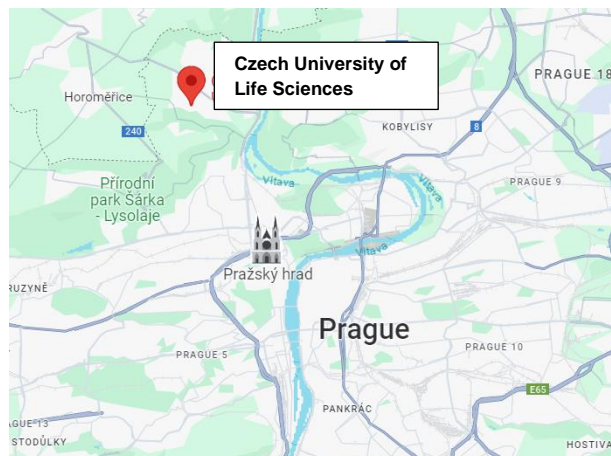 Czech University of
Life Sciences
PRAGUE 18
Horoměřice
240
KOBYLISY
8
Přírodní
park Šárka
- Lysolaje
Vltava
Vltava
PRAGUE 9
Vltava
Pražský hrad
RUZYNĚ
Prague
PRAGUE 5
PRAGUE 10
E65
PANKRÁC
PRAGUE 13
STODŮLKY
HOSTIVA